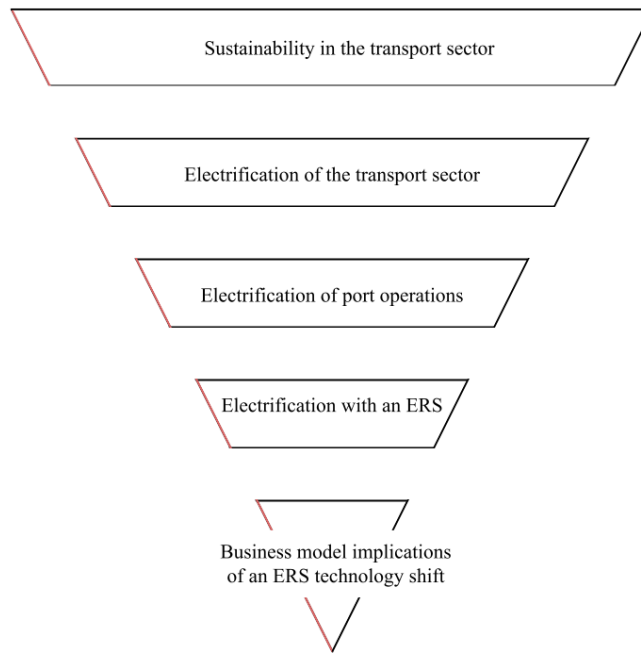 Sustainability in the transport sector
Electrification of the transport sector
Electrification of port operations
Electrification with an ERS
Business model implications
of an ERS technology shift